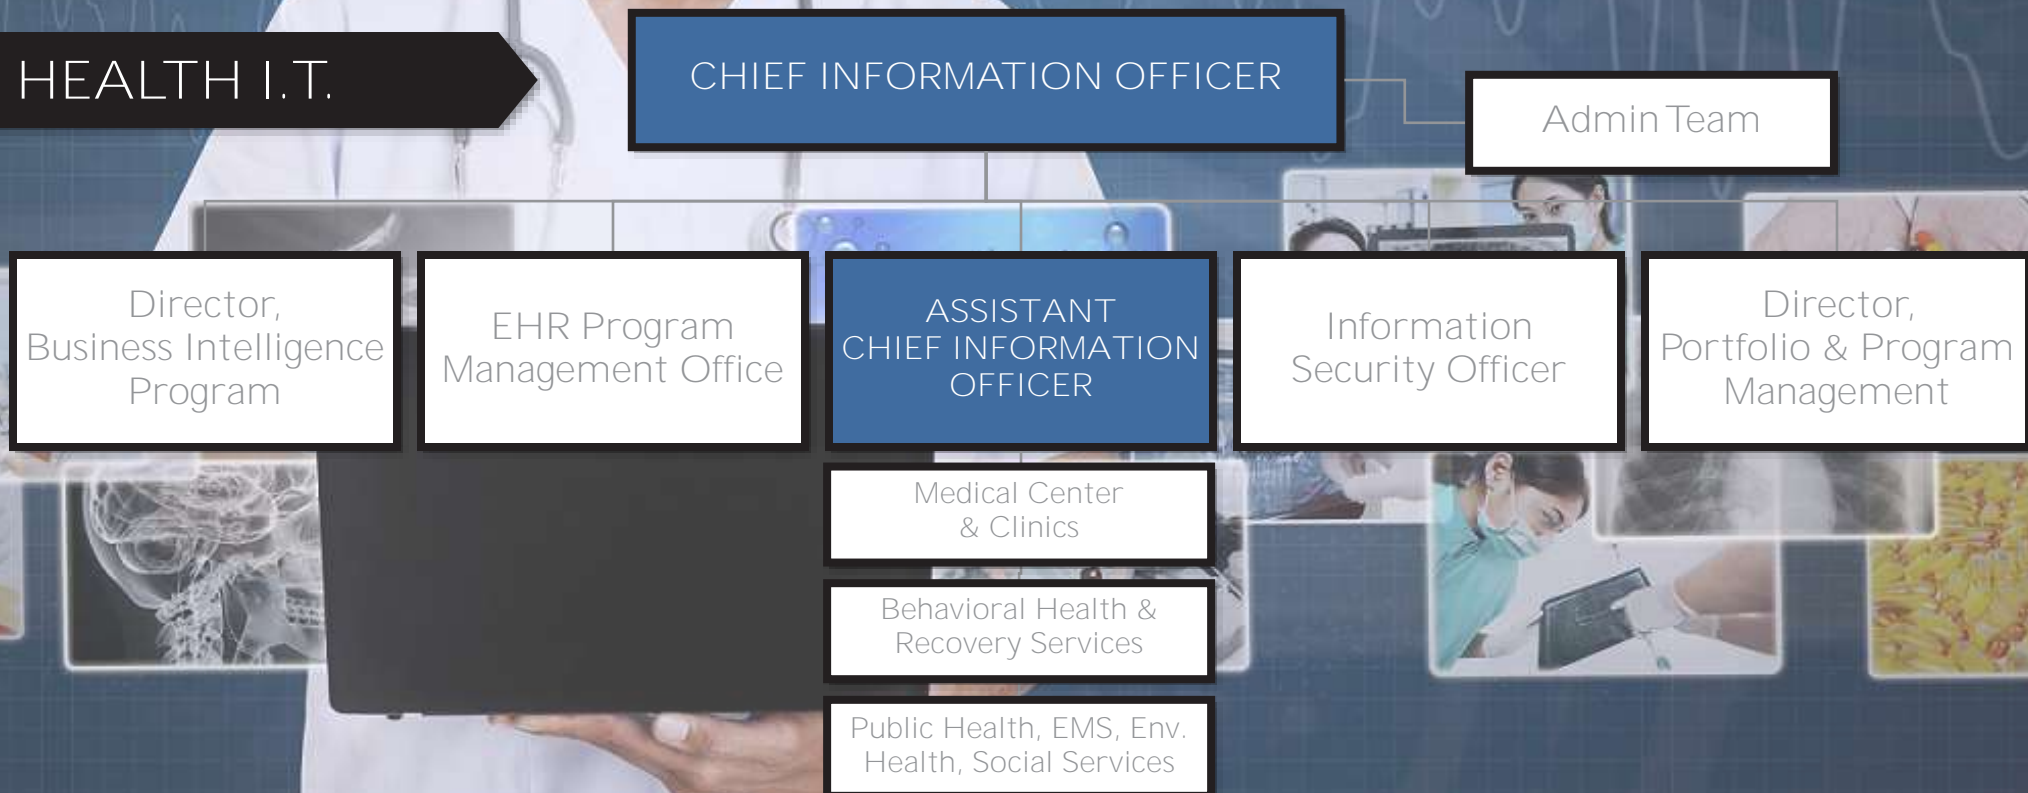 HEALTH I.T.
CHIEF INFORMATION OFFICER
Admin Team
Director,
Business Intelligence
Program
EHR Program
Management Office
ASSISTANT
CHIEF INFORMATION
OFFICER
Information
Security Officer
Director,
Portfolio & Program
Management
Medical Center
& Clinics
Behavioral Health &
Recovery Services
Public Health, EMS, Env.
Health, Social Services